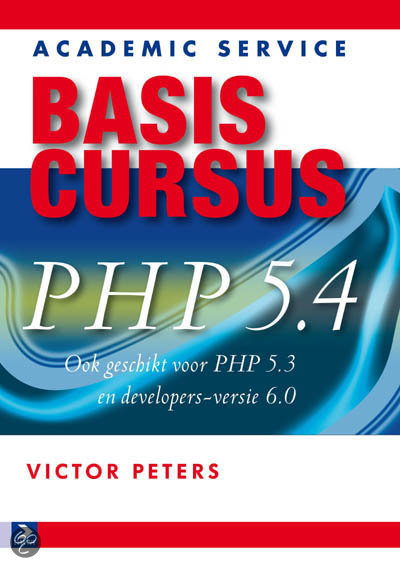 ACADEMIC SERVICE
BASIS
CURSUS
PHP 5.4
Ook geschikt voor PHP 5.3
en developers-versie 6.0
VICTOR PETERS